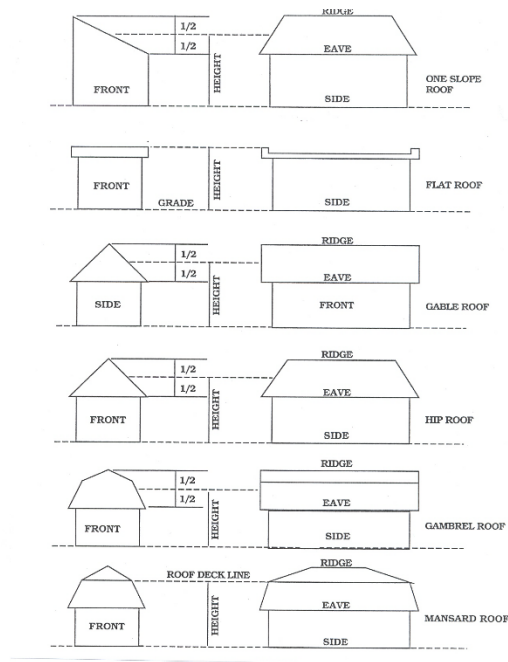 RIDGE
1/2
1/2
EAVE
HEIGHT
FRONT
SIDE
ONE SLOPE
ROOF
FRONT
HEIGHT
GRADE
SIDE
FLAT ROOF
RIDGE
1/2
1/2
EAVE
HEIGHT
SIDE
FRONT
GABLE ROOF
RIDGE
1/2
1/2
EAVE
HEIGHT
FRONT
SIDE
HIP ROOF
RIDGE
1/2
1/2
EAVE
HEIGHT
FRONT
SIDE
GAMBREL ROOF
RIDGE
ROOF DECK LINE
HEIGHT
EAVE
FRONT
SIDE
MANSARD ROOF